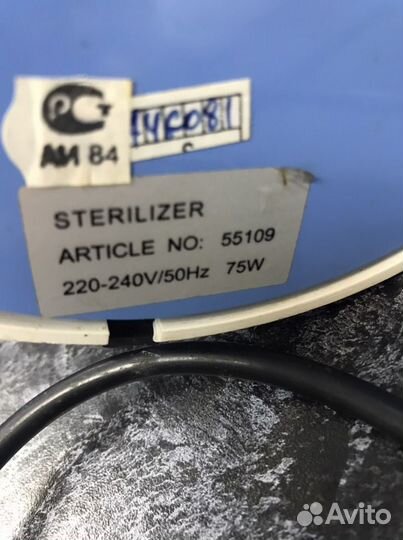 РСТ
АИ 84
STERILIZER
ARTICLE NO: 55109
220-240V/50Hz 75W
Avito